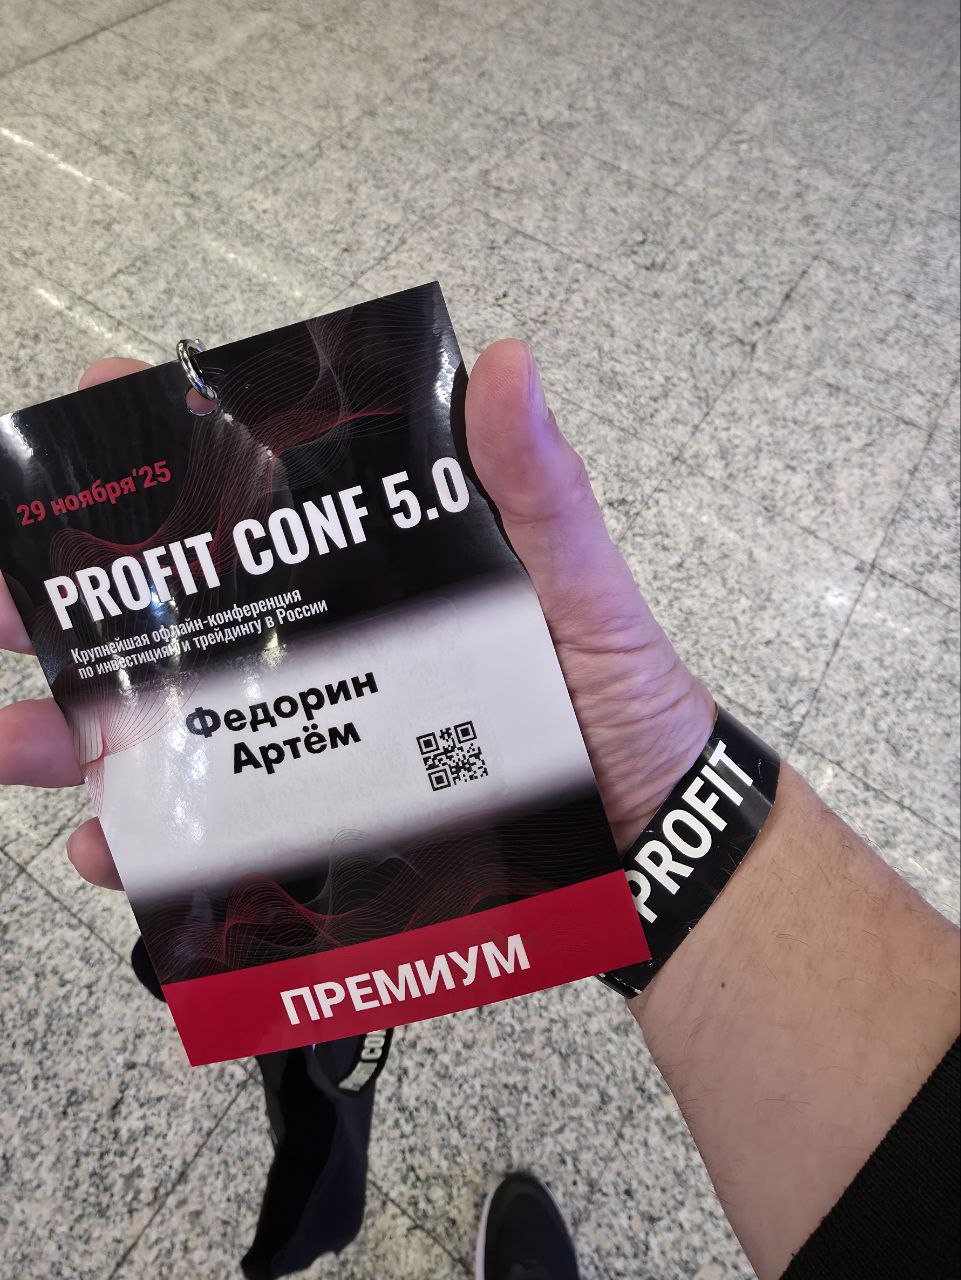 29 ноября‘25
PROFIT CONF 5.0
Крупнейшая офлайн-конференция
по инвестициям и трейдингу в России
Федорин
Артём
ПРЕМИУМ
PROFIT